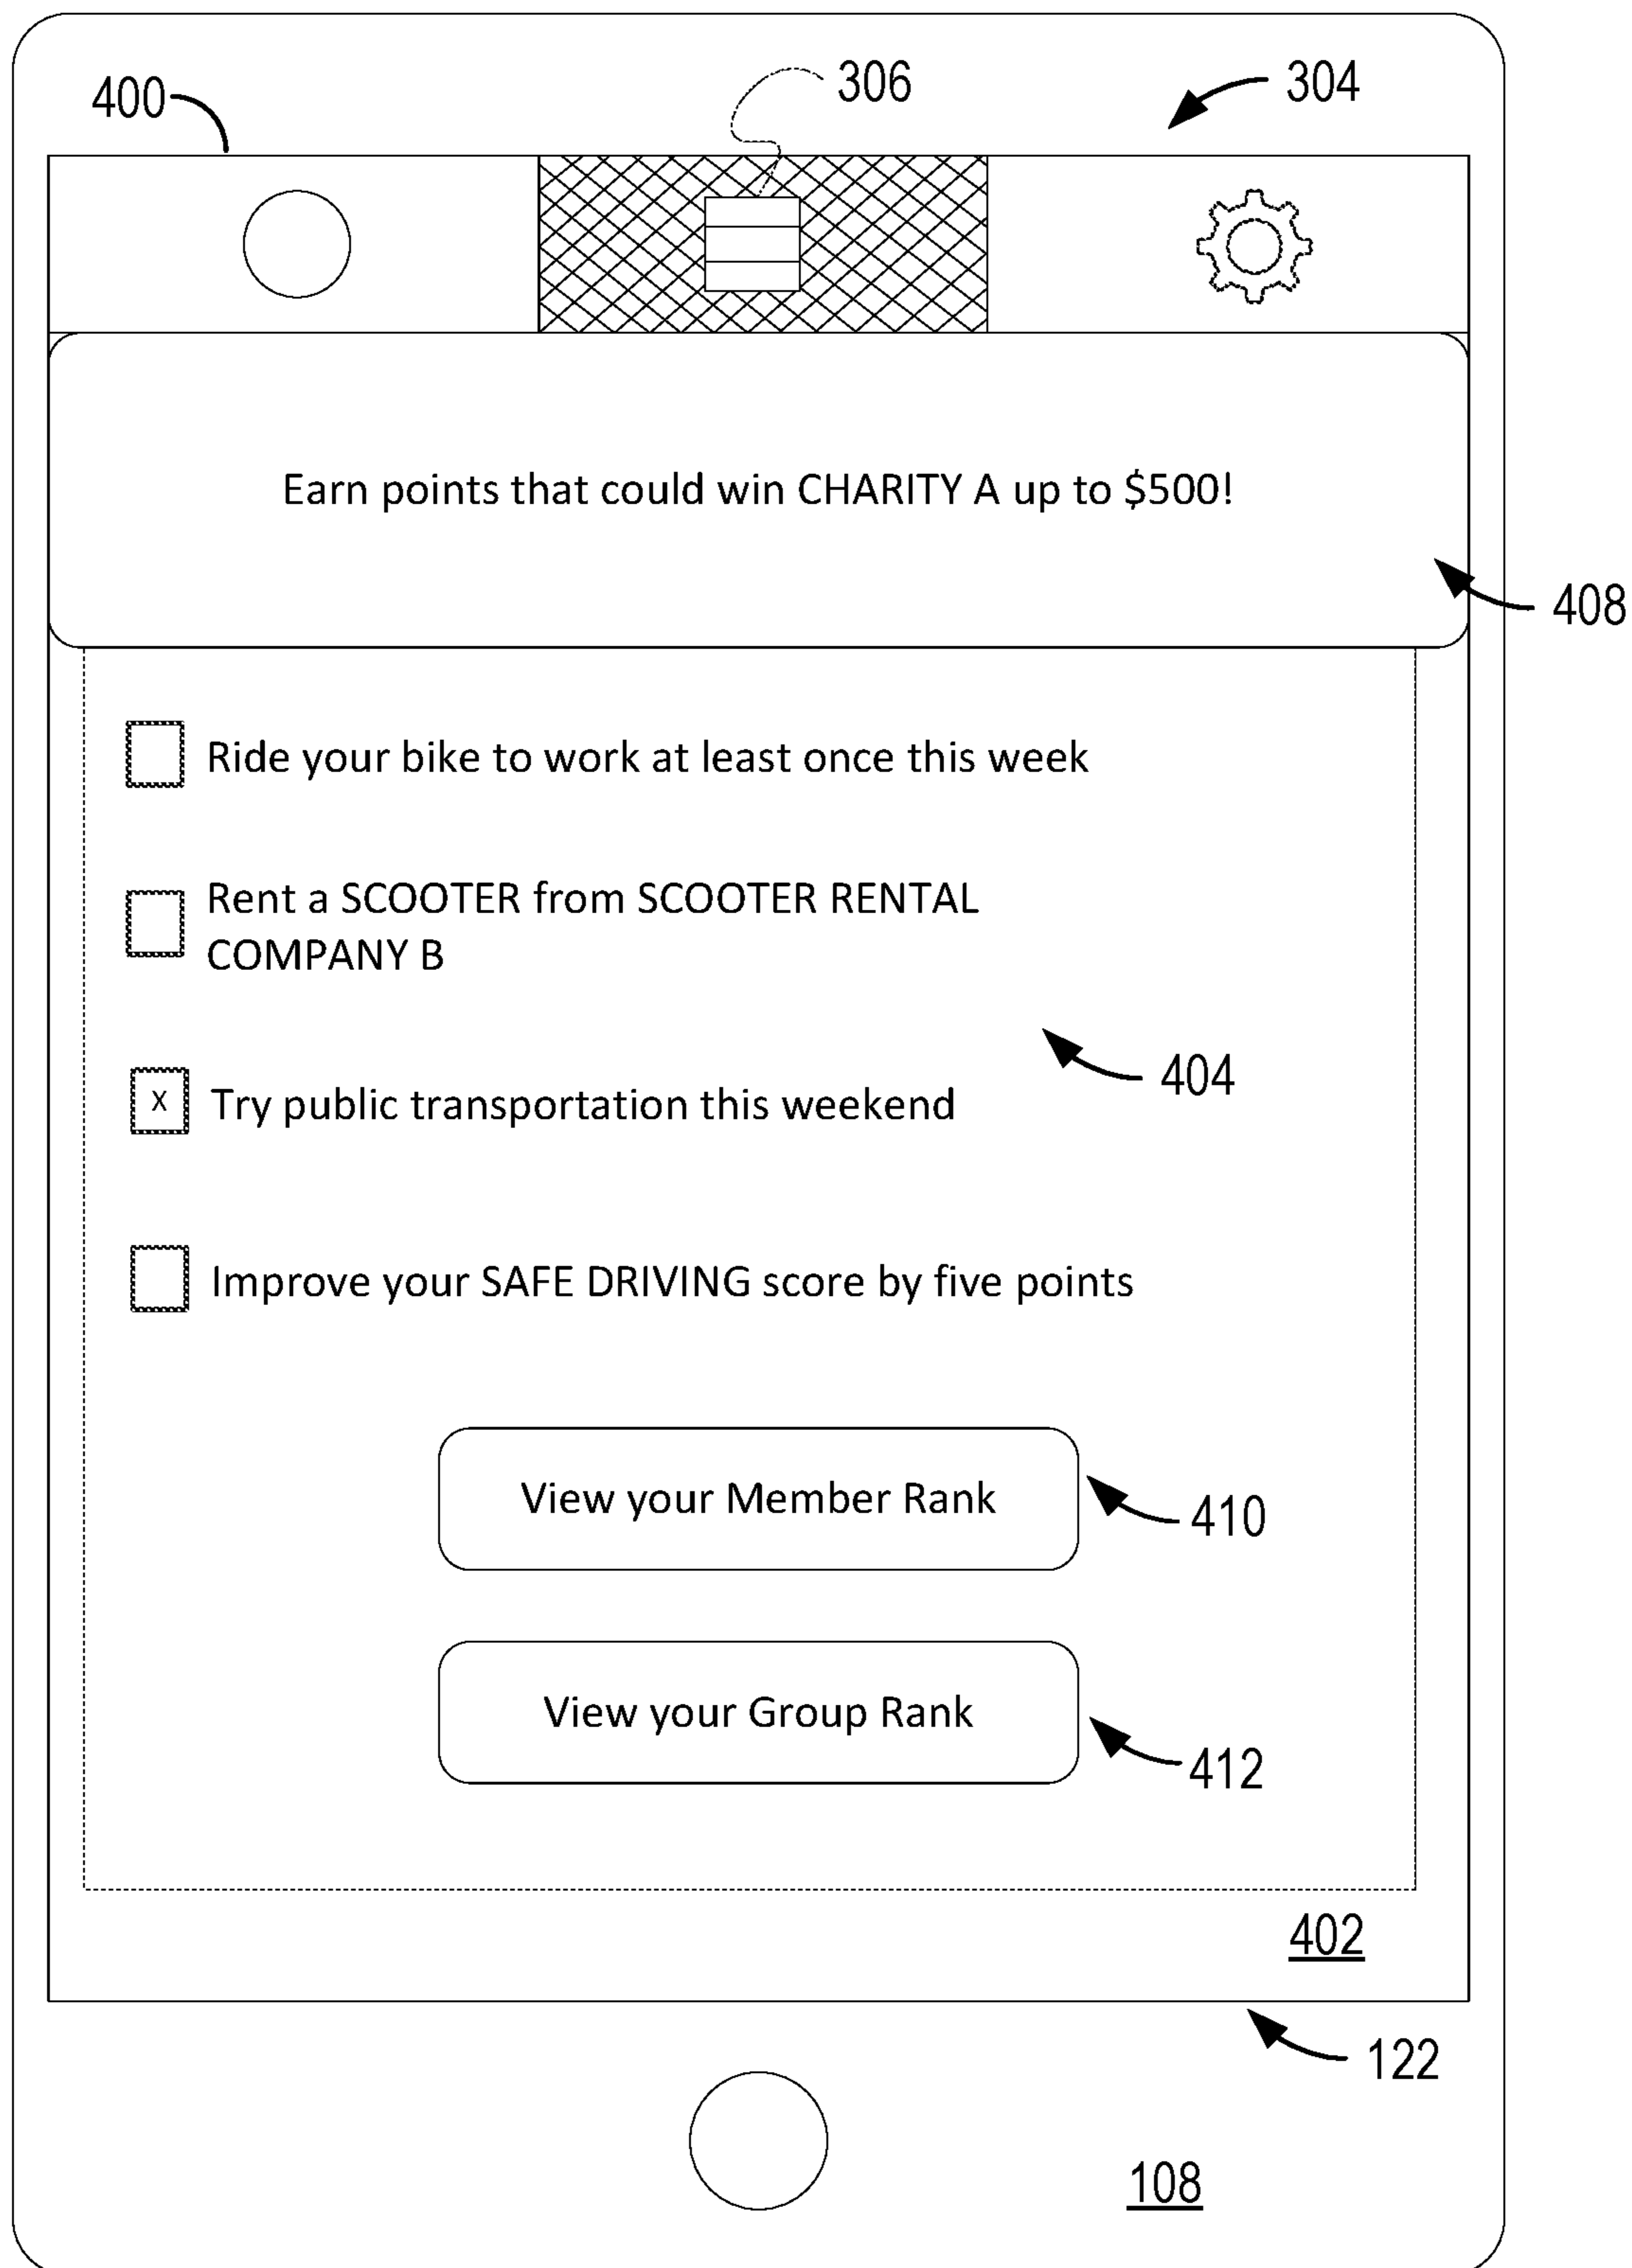 400
306
304
Earn points that could win CHARITY A up to $500!
408
Ride your bike to work at least once this week
Rent a SCOOTER from SCOOTER RENTAL
COMPANY B
404
X Try public transportation this weekend
Improve your SAFE DRIVING score by five points
View your Member Rank
410
View your Group Rank
412
402
122
108